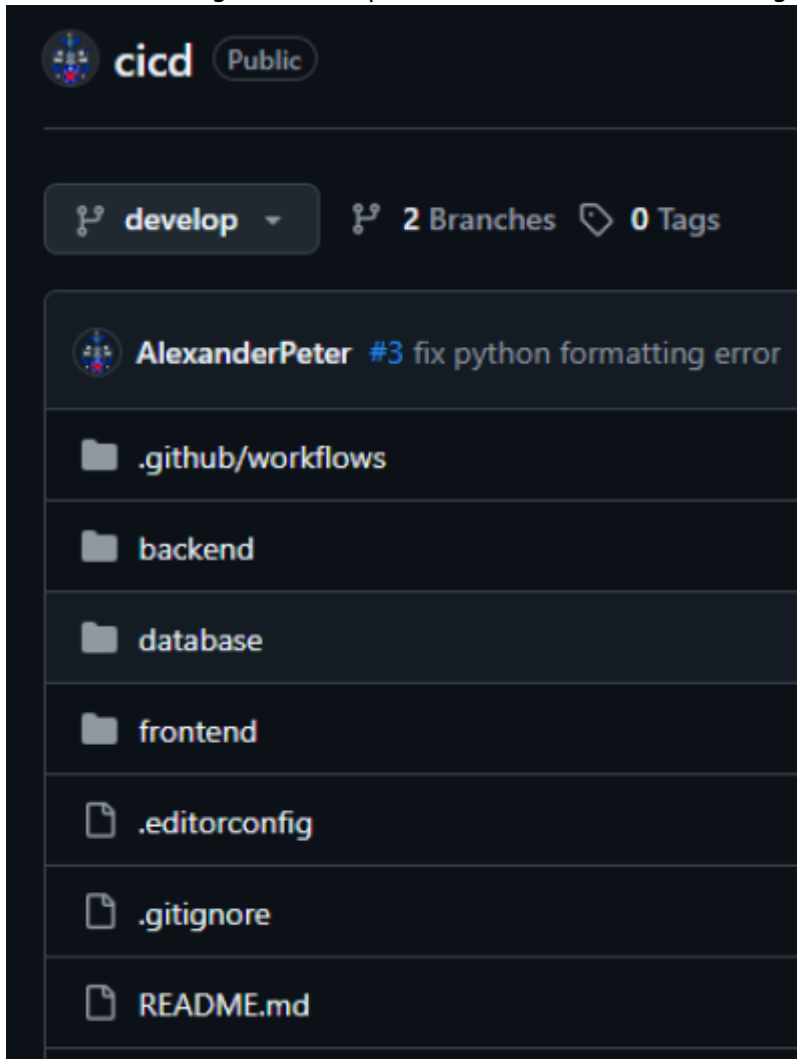 cicd Public
develop 2 Branches 0 Tags
AlexanderPeter #3 fix python formatting error
.github/workflows
backend
database
frontend
.editorconfig
.gitignore
README.md